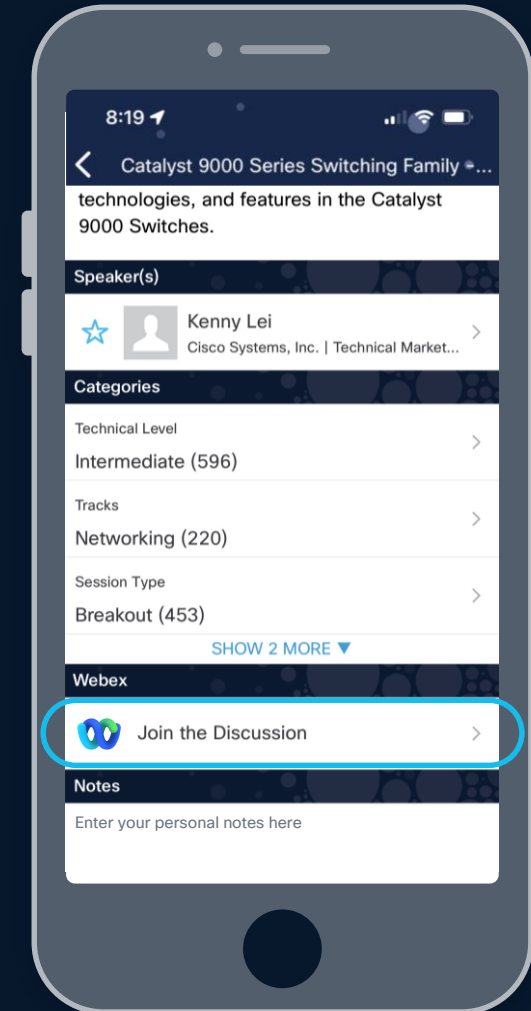 8:19
Catalyst 9000 Series Switching Family -...
technologies, and features in the Catalyst
9000 Switches.
Speaker(s)
Kenny Lei
Cisco Systems, Inc. | Technical Market...
Categories
Technical Level
Intermediate (596)
Tracks
Networking (220)
Session Type
Breakout (453)
SHOW 2 MORE ▼
Webex
Join the Discussion
Notes
Enter your personal notes here